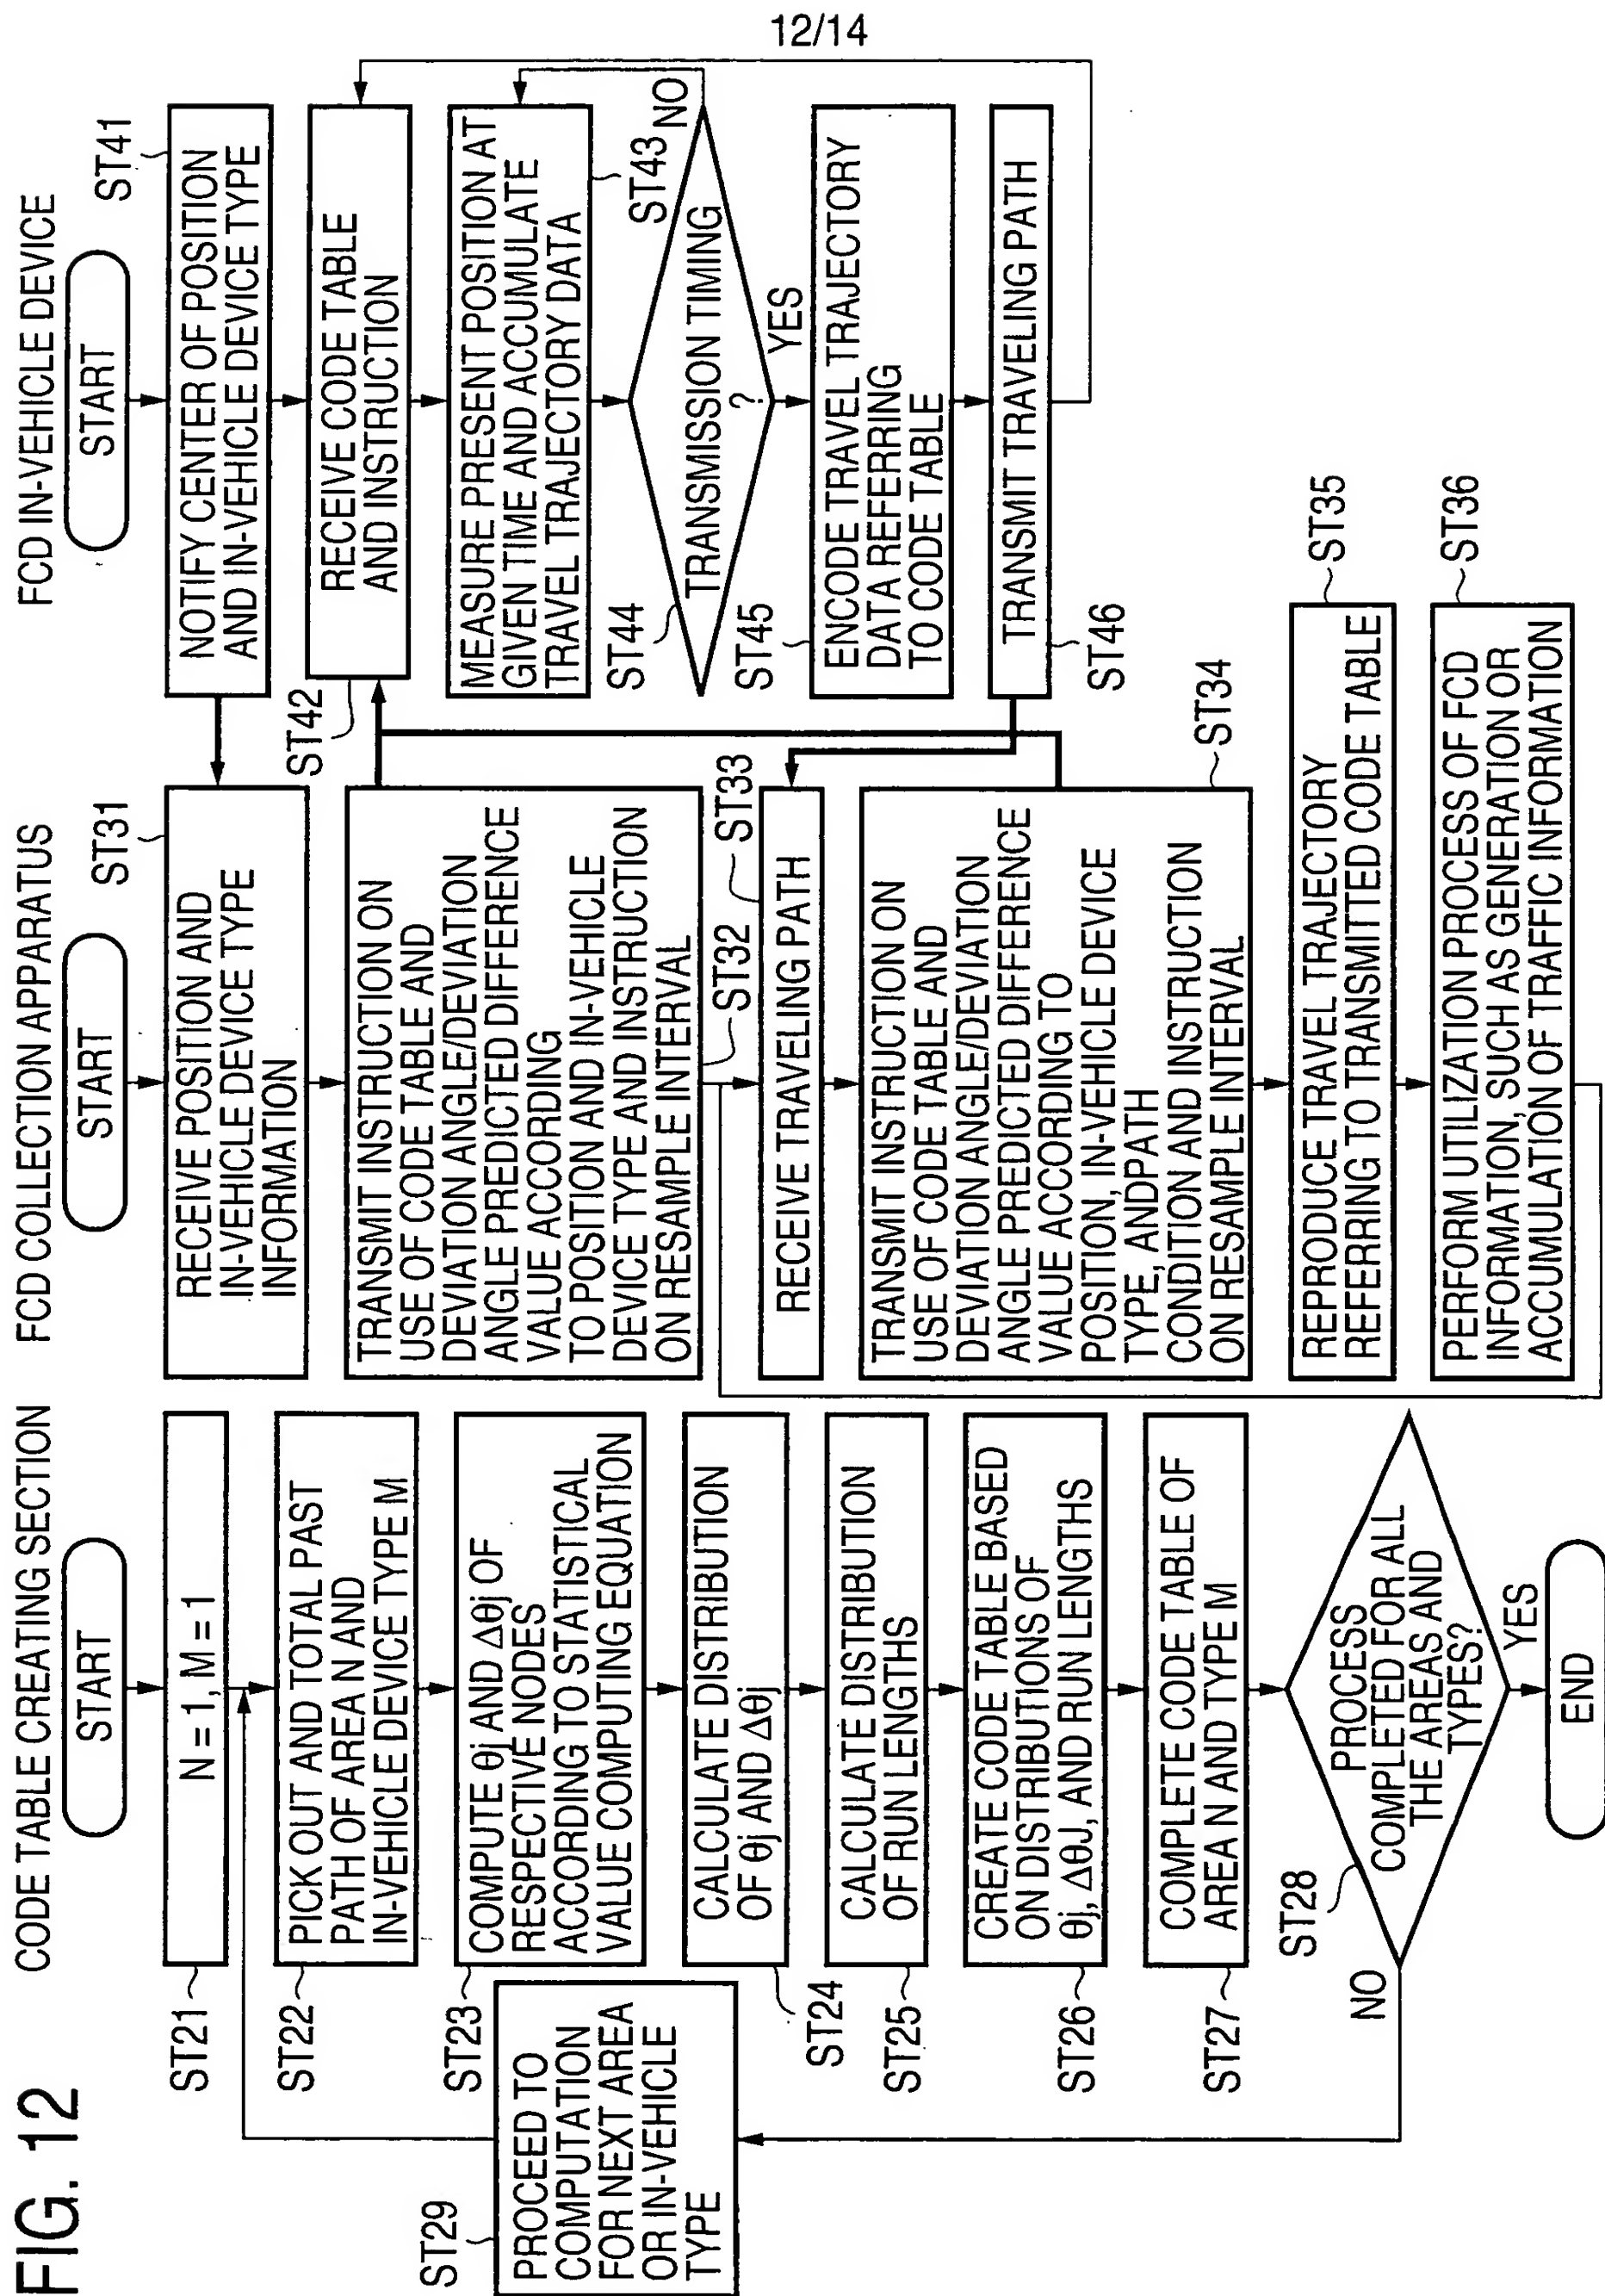 12/14
FIG. 12
CODE TABLE CREATING SECTION
START
ST21
N = 1, M = 1
ST22
PICK OUT AND TOTAL PAST
PATH OF AREA N AND
IN-VEHICLE DEVICE TYPE M
ST23
COMPUTE θj AND Δθj OF
RESPECTIVE NODES
ACCORDING TO STATISTICAL
VALUE COMPUTING EQUATION
ST24
CALCULATE DISTRIBUTION
OF θj AND Δθj
ST25
CALCULATE DISTRIBUTION
OF RUN LENGTHS
ST26
CREATE CODE TABLE BASED
ON DISTRIBUTIONS OF
θj, ΔθJ, AND RUN LENGTHS
ST27
COMPLETE CODE TABLE OF
AREA N AND TYPE M
ST28
PROCESS
COMPLETED FOR ALL
THE AREAS AND
TYPES?
NO
YES
END
ST29
PROCEED TO
COMPUTATION
FOR NEXT AREA
OR IN-VEHICLE
TYPE
FCD COLLECTION APPARATUS
START
ST31
RECEIVE POSITION AND
IN-VEHICLE DEVICE TYPE
INFORMATION
TRANSMIT INSTRUCTION ON
USE OF CODE TABLE AND
DEVIATION ANGLE/DEVIATION
ANGLE PREDICTED DIFFERENCE
VALUE ACCORDING
TO POSITION AND IN-VEHICLE
DEVICE TYPE AND INSTRUCTION
ON RESAMPLE INTERVAL
ST32
ST33
RECEIVE TRAVELING PATH
ST34
TRANSMIT INSTRUCTION ON
USE OF CODE TABLE AND
DEVIATION ANGLE/DEVIATION
ANGLE PREDICTED DIFFERENCE
VALUE ACCORDING TO
POSITION, IN-VEHICLE DEVICE
TYPE, ANDPATH
CONDITION AND INSTRUCTION
ON RESAMPLE INTERVAL
ST35
REPRODUCE TRAVEL TRAJECTORY
REFERRING TO TRANSMITTED CODE TABLE
ST36
PERFORM UTILIZATION PROCESS OF FCD
INFORMATION, SUCH AS GENERATION OR
ACCUMULATION OF TRAFFIC INFORMATION
FCD IN-VEHICLE DEVICE
START
ST41
NOTIFY CENTER OF POSITION
AND IN-VEHICLE DEVICE TYPE
ST42
RECEIVE CODE TABLE
AND INSTRUCTION
MEASURE PRESENT POSITION AT
GIVEN TIME AND ACCUMULATE
TRAVEL TRAJECTORY DATA
ST43
ST44
TRANSMISSION TIMING
?
NO
YES
ST45
ENCODE TRAVEL TRAJECTORY
DATA REFERRING
TO CODE TABLE
TRANSMIT TRAVELING PATH
ST46